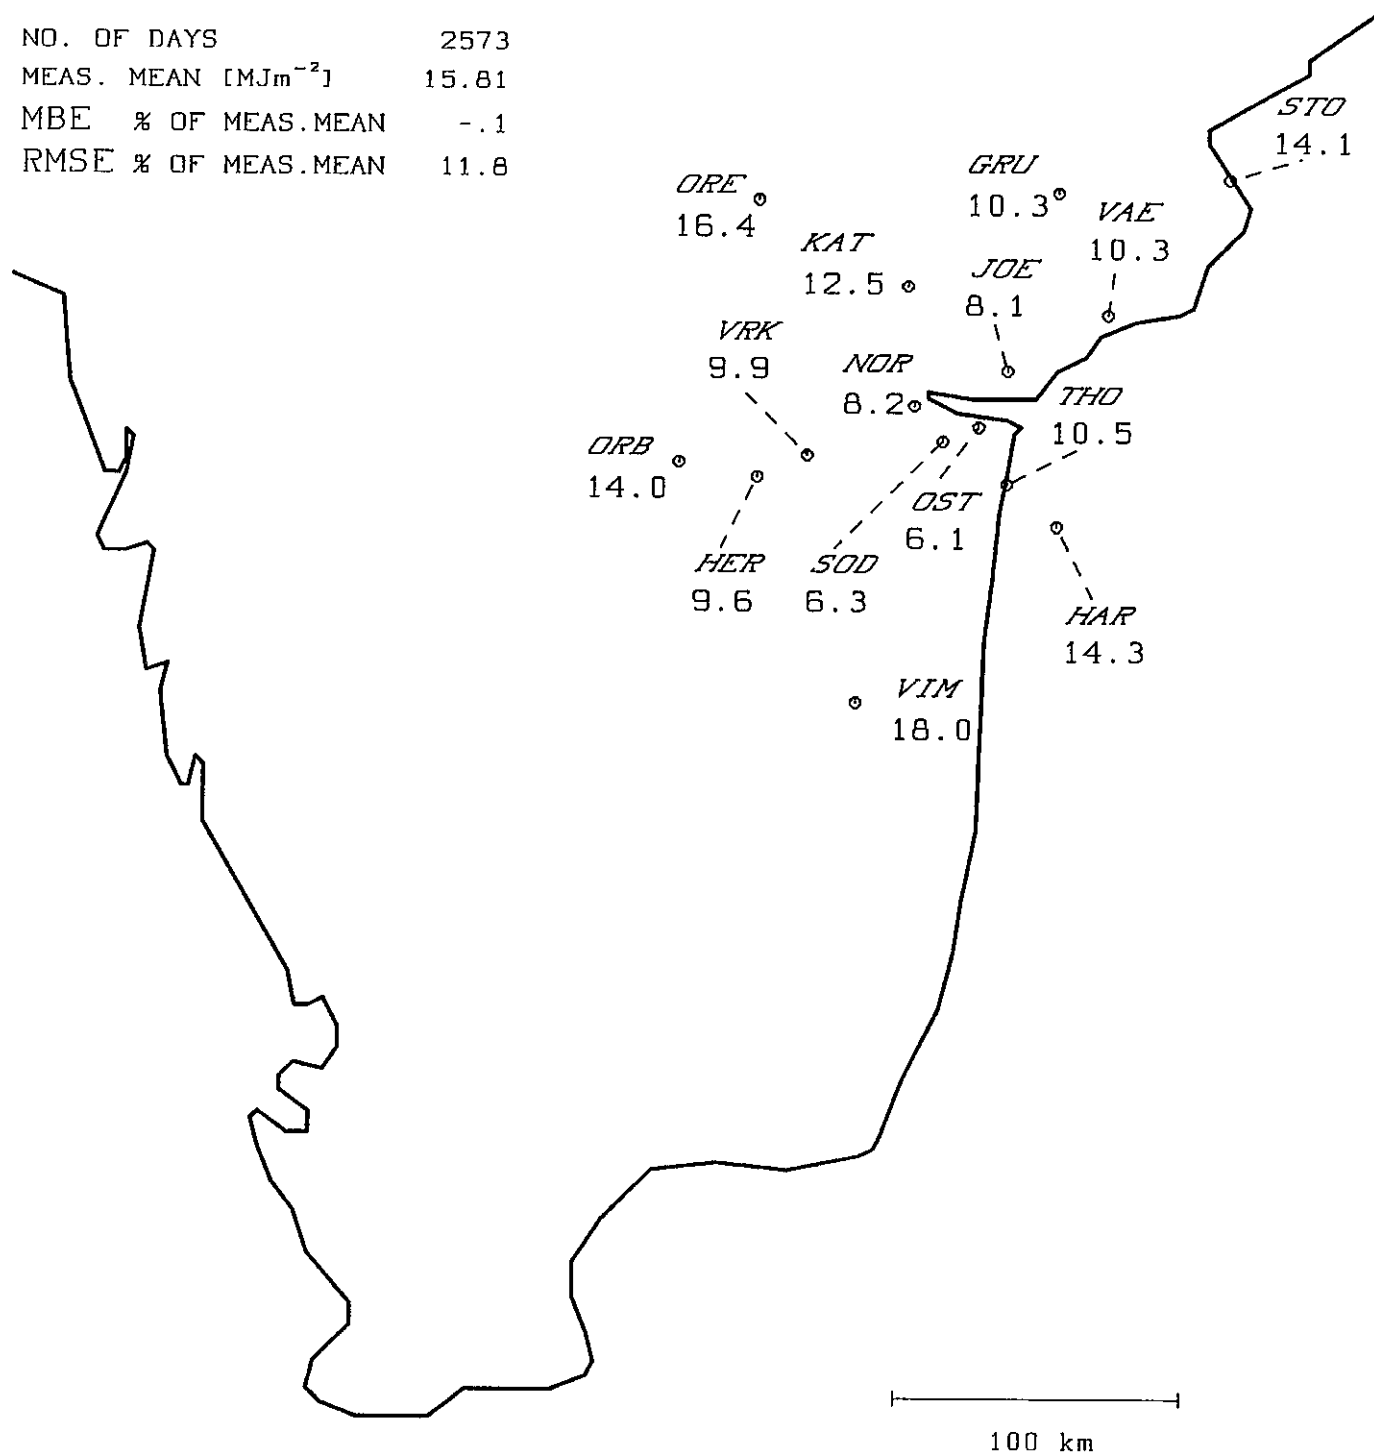 NO. OF DAYS 2573
MEAS. MEAN [MJm⁻²] 15.81
MBE % OF MEAS.MEAN -.1
RMSE % OF MEAS.MEAN 11.8
STO
14.1
ORE
16.4
GRU
10.3
VAE
10.3
KAT
12.5
JOE
8.1
VRK
9.9
NOR
8.2
THO
10.5
ORB
14.0
OST
6.1
HER
9.6
SOD
6.3
HAR
14.3
VIM
18.0
100 km